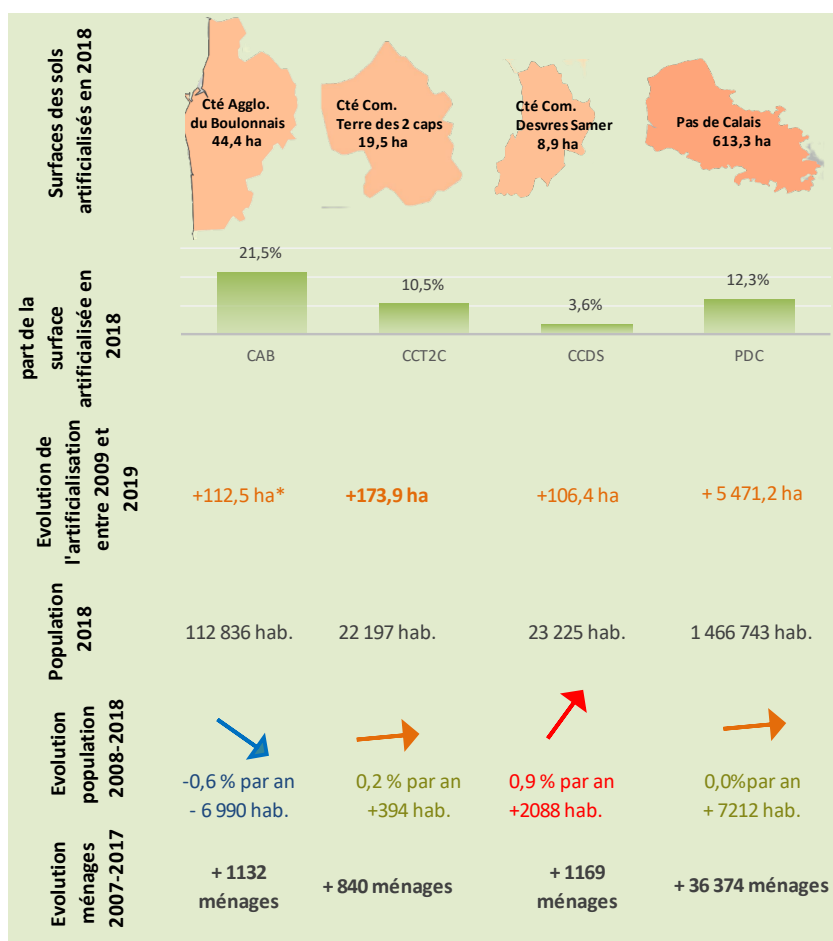 Surfaces des sols
artificialisés en 2018
Cté Agglo.
du Boulonnais
44,4 ha
Cté Com.
Terre des 2 caps
19,5 ha
Cté Com.
Desvres Samer
8,9 ha
Pas de Calais
613,3 ha
part de la
surface
artificialisée en
2018
21,5%
10,5%
3,6%
12,3%
CAB
CCT2C
CCDS
PDC
Evolution de
l'artificialisation
entre 2009 et
2019
+112,5 ha*
+173,9 ha
+106,4 ha
+ 5 471,2 ha
Population
2018
112 836 hab.
22 197 hab.
23 225 hab.
1 466 743 hab.
Evolution
population
2008-2018
-0,6 % par an
- 6 990 hab.
0,2 % par an
+394 hab.
0,9 % par an
+2088 hab.
0,0%par an
+ 7212 hab.
Evolution
ménages
2007-2017
+ 1132
ménages
+ 840 ménages
+ 1169
ménages
+ 36 374 ménages